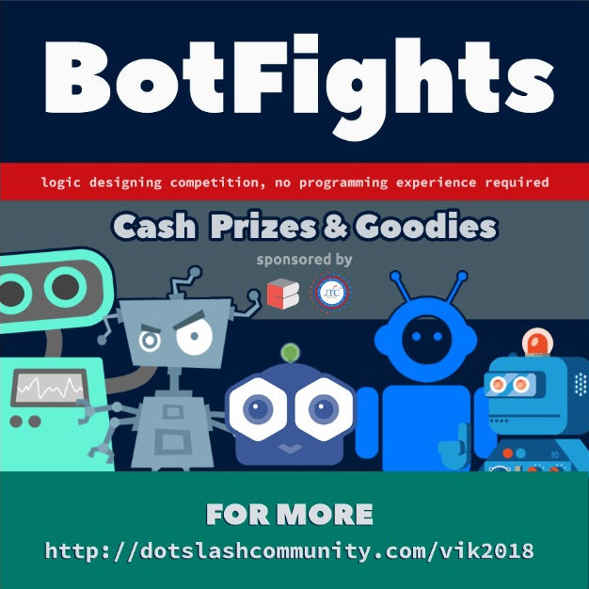 BotFights
logic designing competition, no programming experience required
Cash Prizes & Goodies
sponsored by
FOR MORE
http://dotslashcommunity.com/vik2018